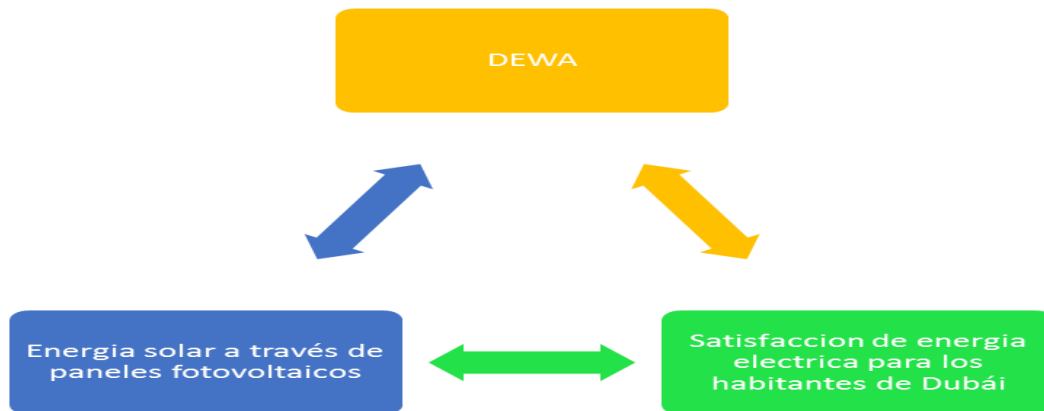 DEWA
Energia solar a través de
paneles fotovoltaicos
Satisfaccion de energia
electrica para los
habitantes de Dubái